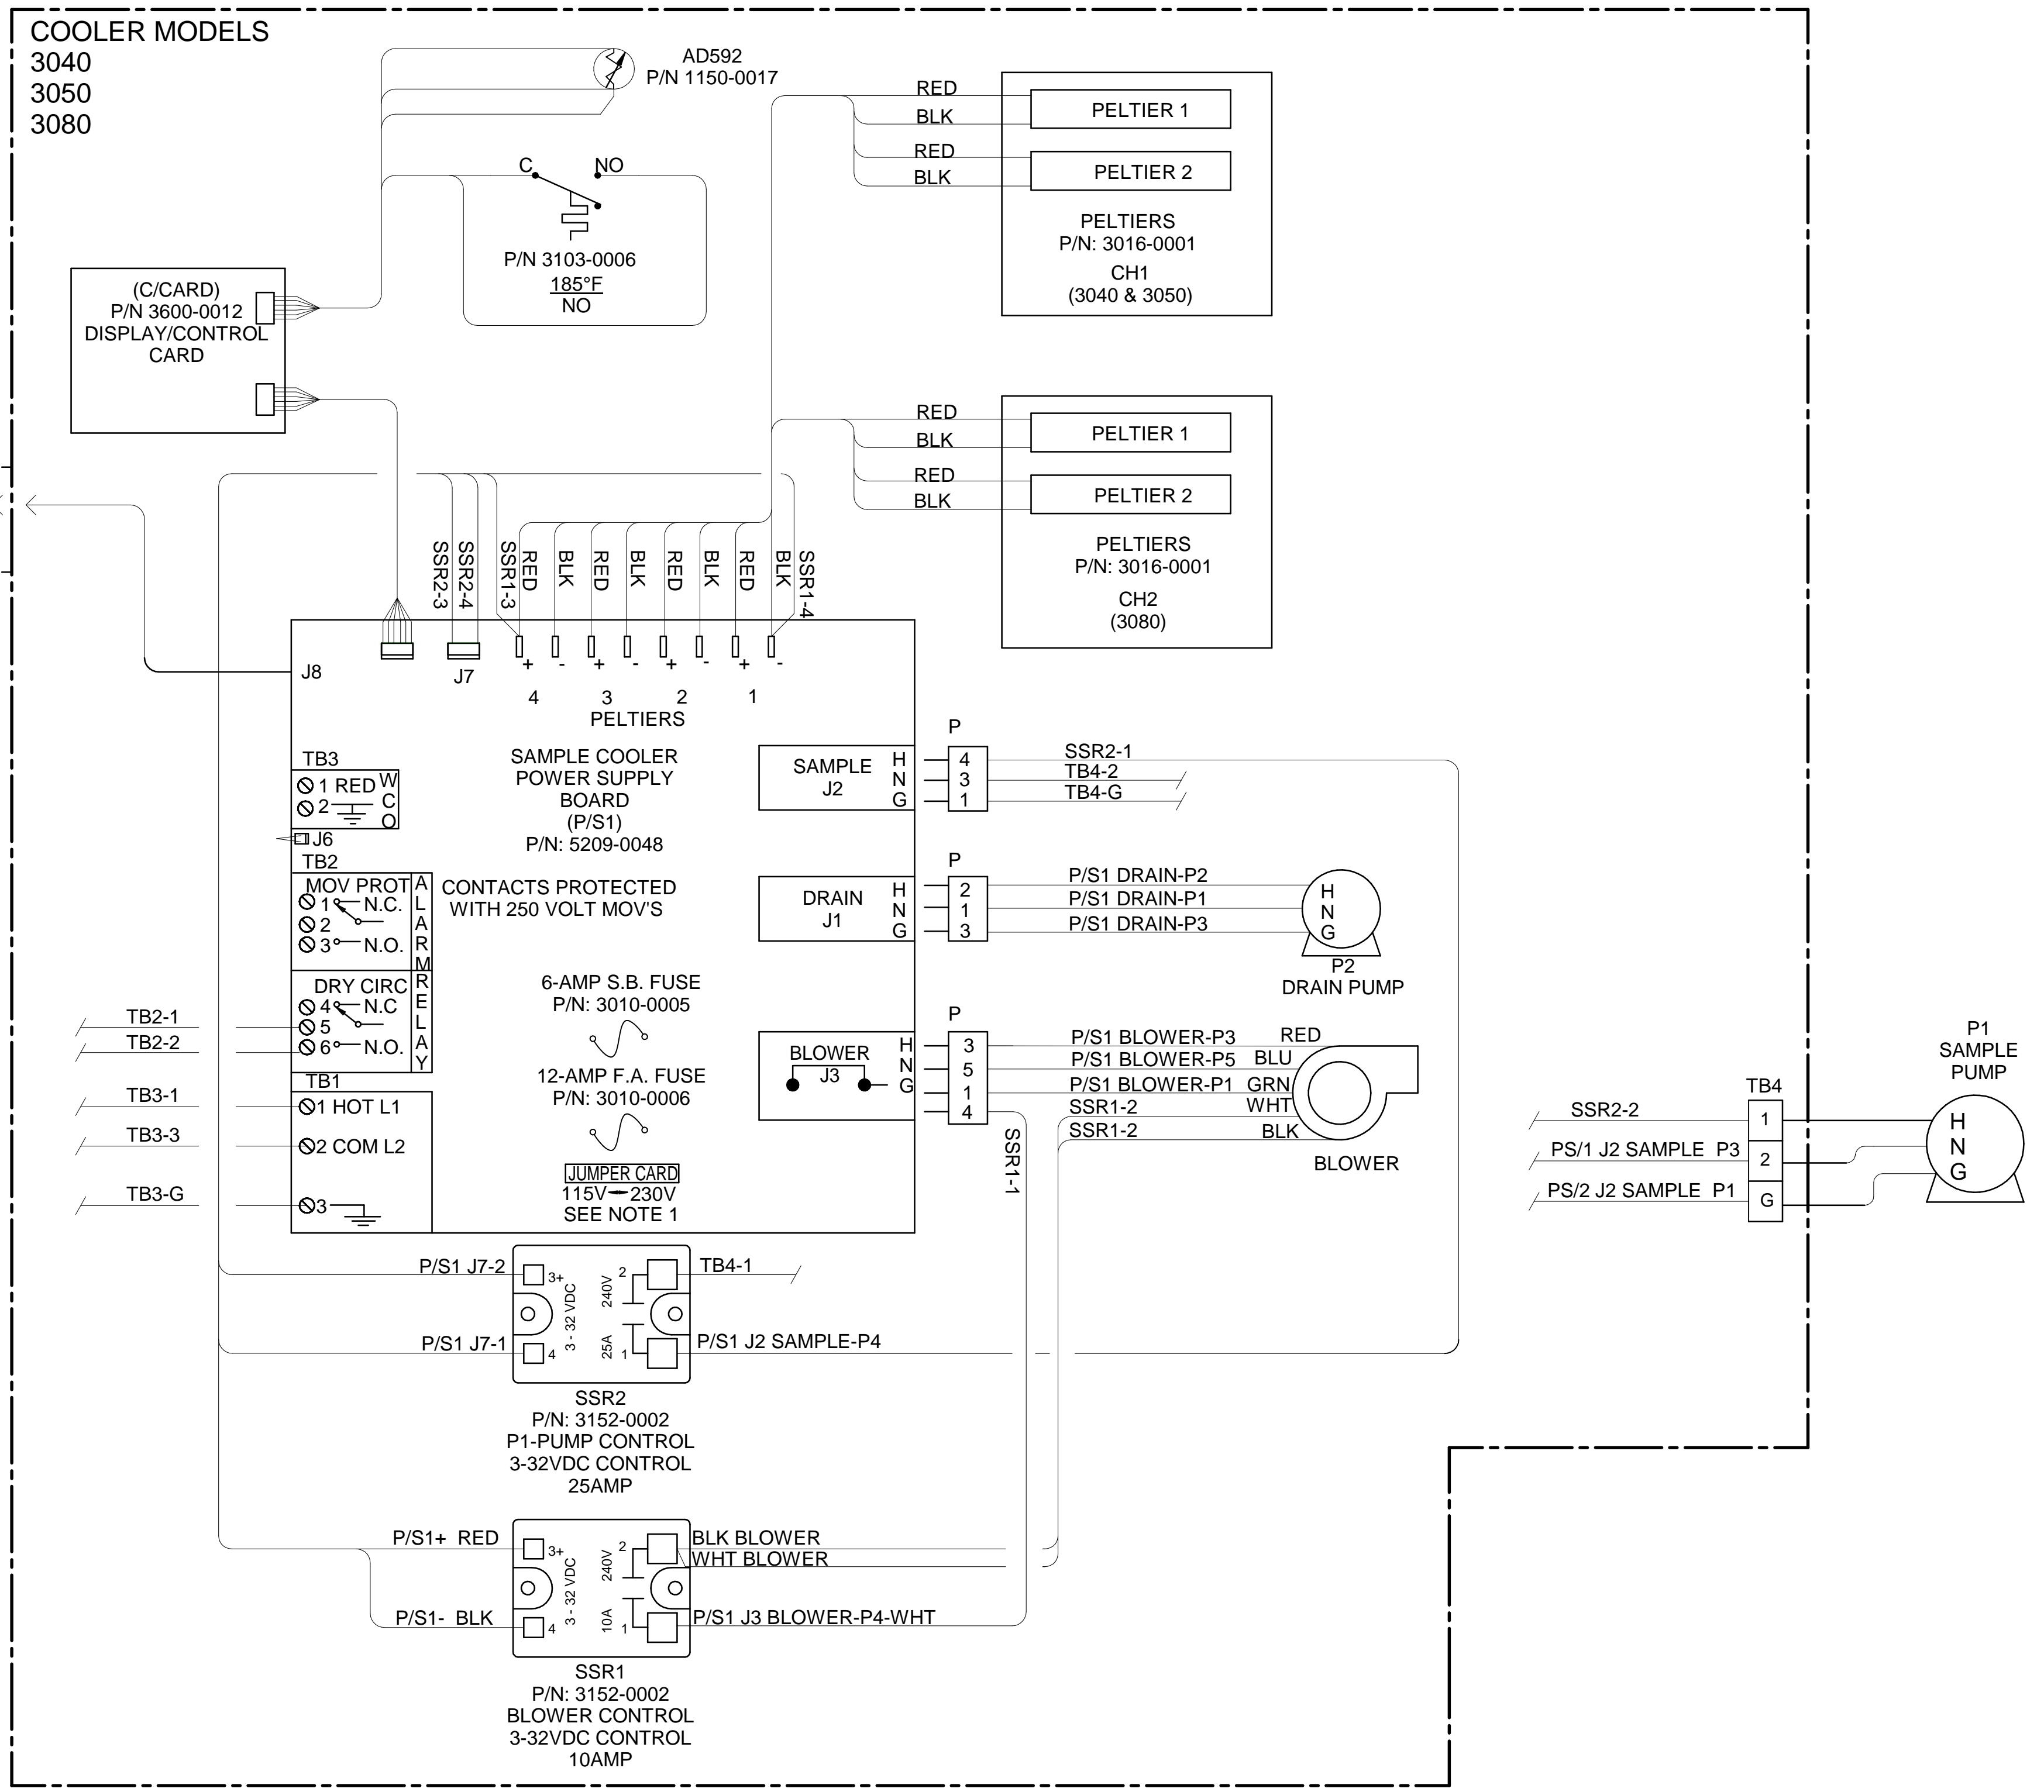 COOLER MODELS
3040
3050
3080
AD592
P/N 1150-0017
C
NO
P/N 3103-0006
185°F
NO
RED
BLK
RED
BLK
PELTIER 1
PELTIER 2
PELTIERS
P/N: 3016-0001
CH1
(3040 & 3050)
(C/CARD)
P/N 3600-0012
DISPLAY/CONTROL
CARD
RED
BLK
RED
BLK
PELTIER 1
PELTIER 2
PELTIERS
P/N: 3016-0001
CH2
(3080)
SSR2-3
SSR2-4
SSR1-3
RED
BLK
RED
BLK
RED
BLK
RED
BLK
SSR1-4
J8
J7
+ - + - + - + -
4 3 2 1
PELTIERS
SAMPLE COOLER
POWER SUPPLY
BOARD
(P/S1)
P/N: 5209-0048
TB3
1 RED
2
WCO
J6
TB2
MOV PROT
1 N.C.
2
3 N.O.
ALARM
CONTACTS PROTECTED
WITH 250 VOLT MOV'S
DRY CIRC
4 N.C
5
6 N.O.
RELAY
TB1
1 HOT L1
2 COM L2
3
TB2-1
TB2-2
TB3-1
TB3-3
TB3-G
6-AMP S.B. FUSE
P/N: 3010-0005
12-AMP F.A. FUSE
P/N: 3010-0006
JUMPER CARD
115V 230V
SEE NOTE 1
SAMPLE
J2
H
N
G
P
4
3
1
SSR2-1
TB4-2
TB4-G
DRAIN
J1
H
N
G
P
2
1
3
P/S1 DRAIN-P2
P/S1 DRAIN-P1
P/S1 DRAIN-P3
H
N
G
P2
DRAIN PUMP
BLOWER
J3
H
N
G
P
3
5
1
4
P/S1 BLOWER-P3 RED
P/S1 BLOWER-P5 BLU
P/S1 BLOWER-P1 GRN
SSR1-2 WHT
SSR1-2 BLK
BLOWER
SSR1-1
P1
SAMPLE
PUMP
TB4
1
2
G
SSR2-2
PS/1 J2 SAMPLE P3
PS/2 J2 SAMPLE P1
H
N
G
P/S1 J7-2
P/S1 J7-1
3+
4
3 - 32 VDC
240V
25A
2
1
TB4-1
P/S1 J2 SAMPLE-P4
SSR2
P/N: 3152-0002
P1-PUMP CONTROL
3-32VDC CONTROL
25AMP
P/S1+ RED
P/S1- BLK
3+
4
3 - 32 VDC
240V
10A
2
1
BLK BLOWER
WHT BLOWER
P/S1 J3 BLOWER-P4-WHT
SSR1
P/N: 3152-0002
BLOWER CONTROL
3-32VDC CONTROL
10AMP